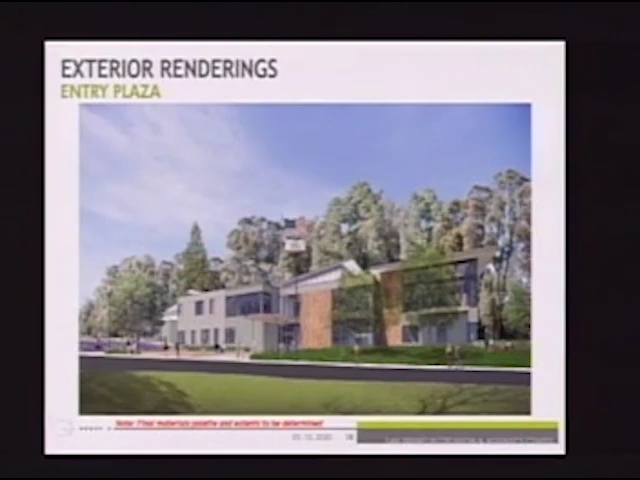 EXTERIOR RENDERINGS
ENTRY PLAZA
Note: Final materials palette and extents to be determined